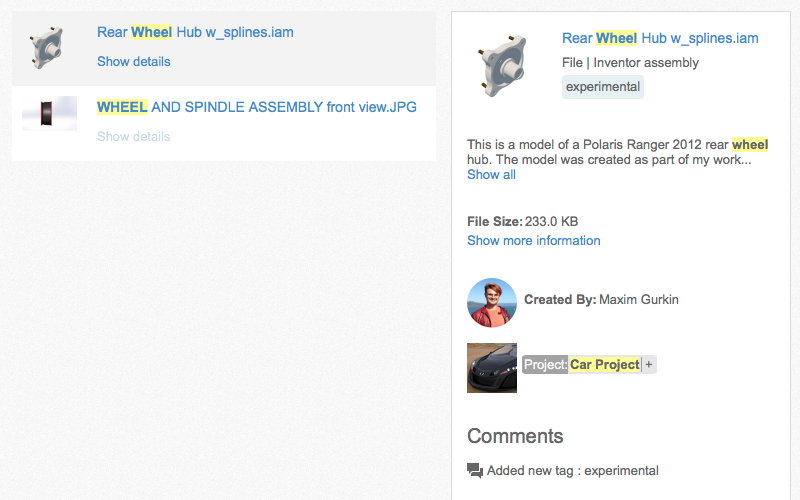 Rear Wheel Hub w_splines.iam
Show details
WHEEL AND SPINDLE ASSEMBLY front view.JPG
Show details
Rear Wheel Hub w_splines.iam
File | Inventor assembly
experimental
This is a model of a Polaris Ranger 2012 rear wheel
hub. The model was created as part of my work...
Show all
File Size: 233.0 KB
Show more information
Created By: Maxim Gurkin
Project: Car Project +
Comments
Added new tag : experimental